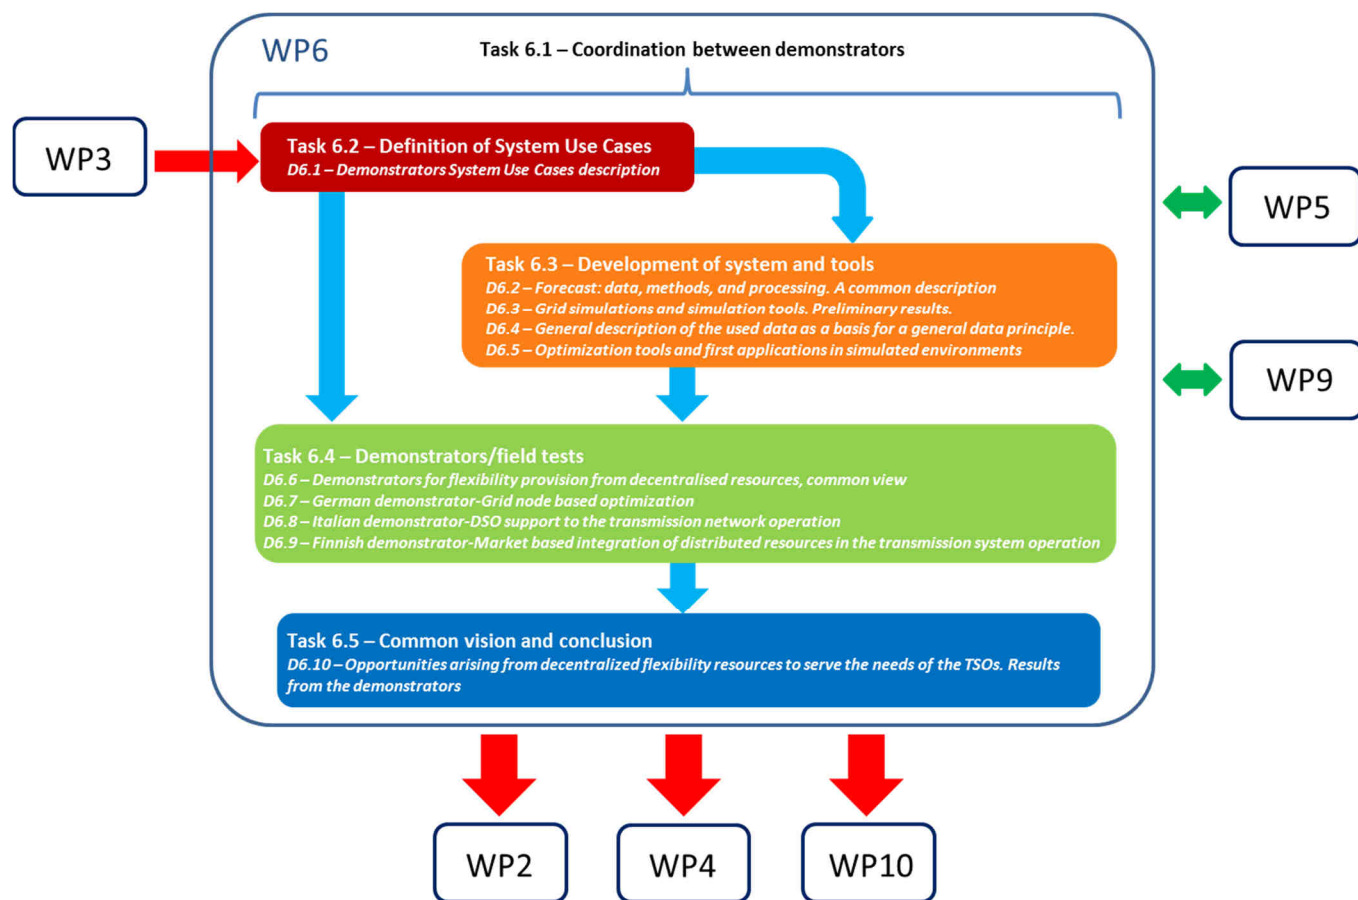 WP6
Task 6.1 – Coordination between demonstrators
WP3
Task 6.2 – Definition of System Use Cases
D6.1 – Demonstrators System Use Cases description
WP5
Task 6.3 – Development of system and tools
D6.2 – Forecast: data, methods, and processing. A common description
D6.3 – Grid simulations and simulation tools. Preliminary results.
D6.4 – General description of the used data as a basis for a general data principle.
D6.5 – Optimization tools and first applications in simulated environments
WP9
Task 6.4 – Demonstrators/field tests
D6.6 – Demonstrators for flexibility provision from decentralised resources, common view
D6.7 – German demonstrator-Grid node based optimization
D6.8 – Italian demonstrator-DSO support to the transmission network operation
D6.9 – Finnish demonstrator-Market based integration of distributed resources in the transmission system operation
Task 6.5 – Common vision and conclusion
D6.10 – Opportunities arising from decentralized flexibility resources to serve the needs of the TSOs. Results
from the demonstrators
WP2
WP4
WP10